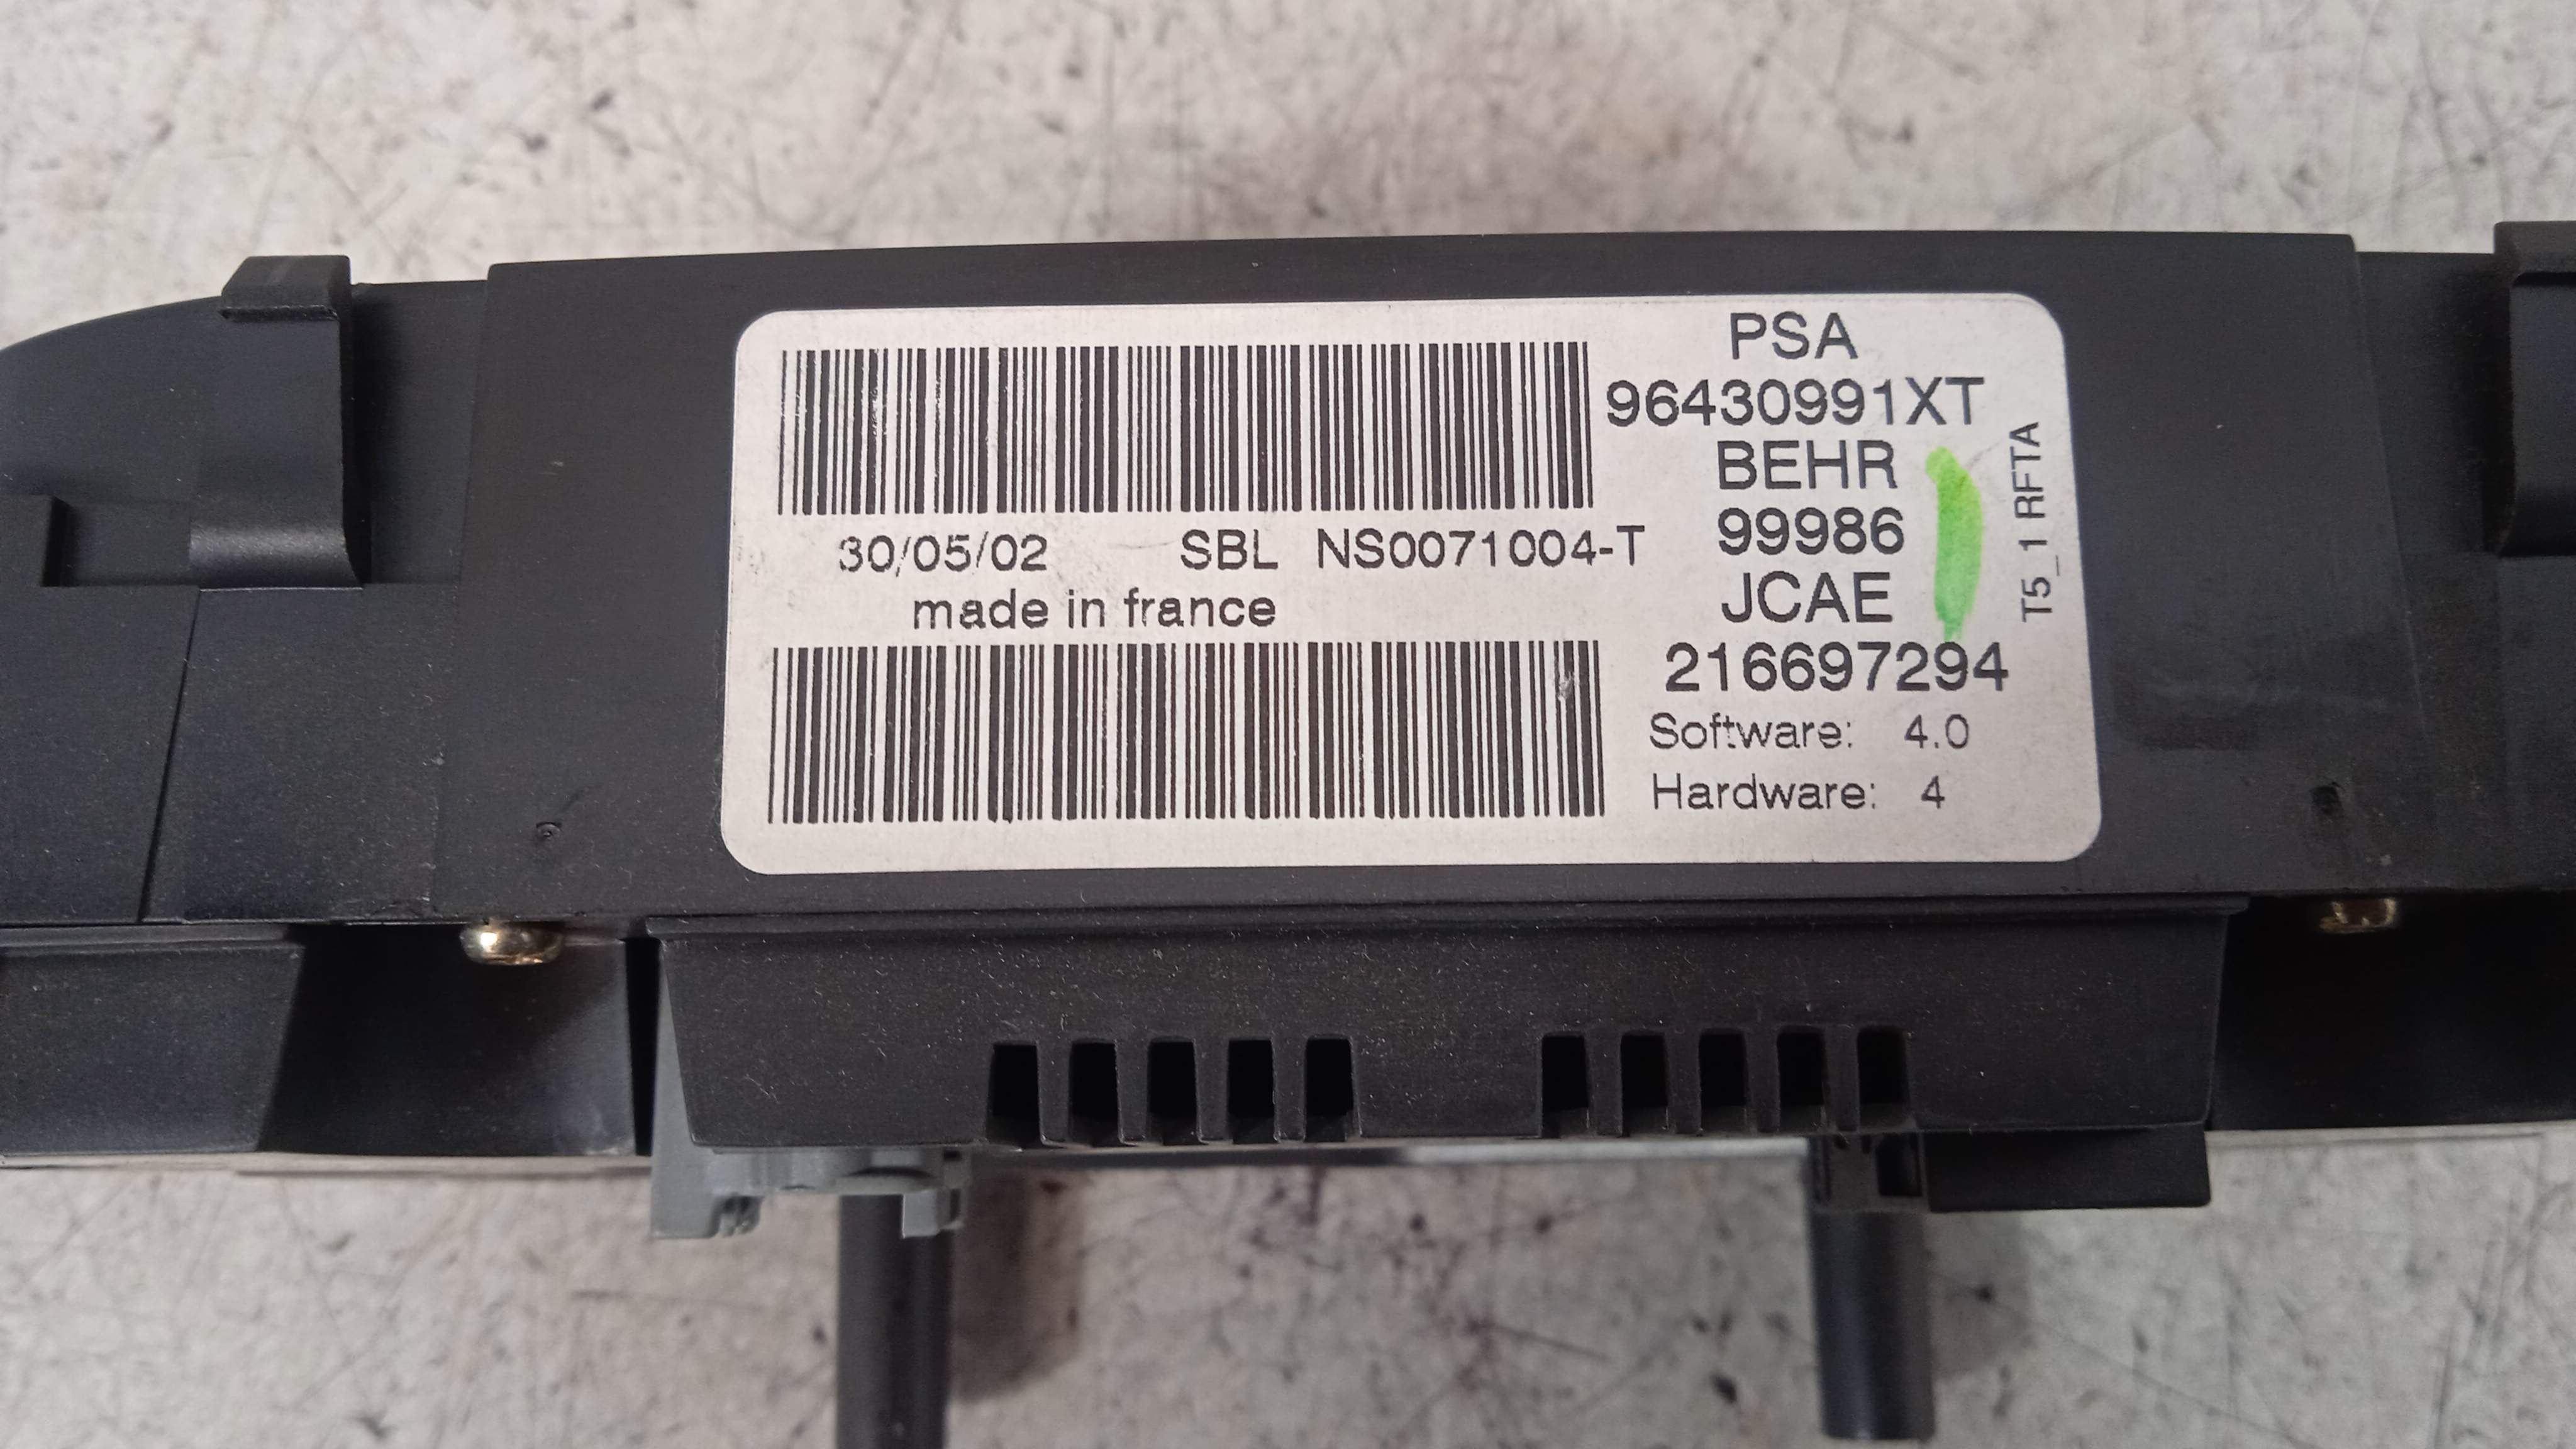 PSA
96430991XT
BEHR
99986
JCAE
216697294
Software: 4.0
Hardware: 4
T5_1 RFTA
30/05/02 SBL NS0071004-T
made in france